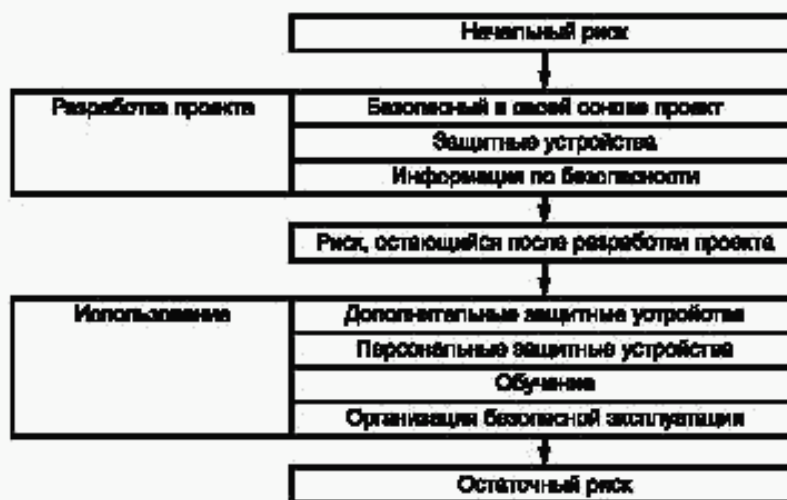 Начальный риск
Разработка проекта
Безопасный в своей основе проект
Защитные устройства
Информация по безопасности
Риск, остающийся после разработки проекта
Использование
Дополнительные защитные устройства
Персональные защитные устройства
Обучение
Организация безопасной эксплуатации
Остаточный риск